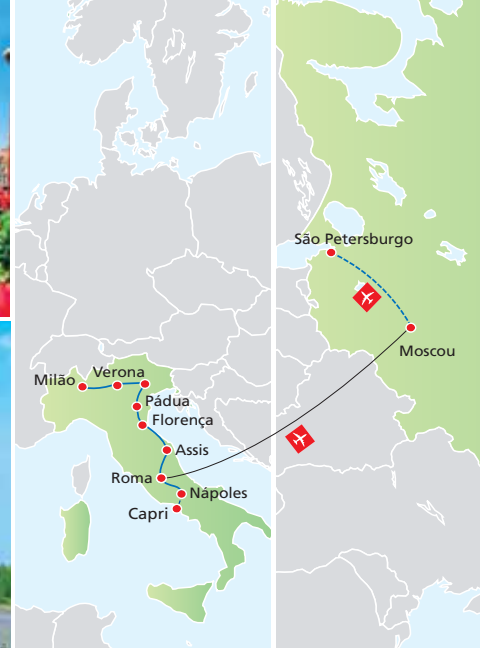 São Petersburgo
Moscou
Verona
Milão
Pádua
Florença
Assis
Roma
Nápoles
Capri